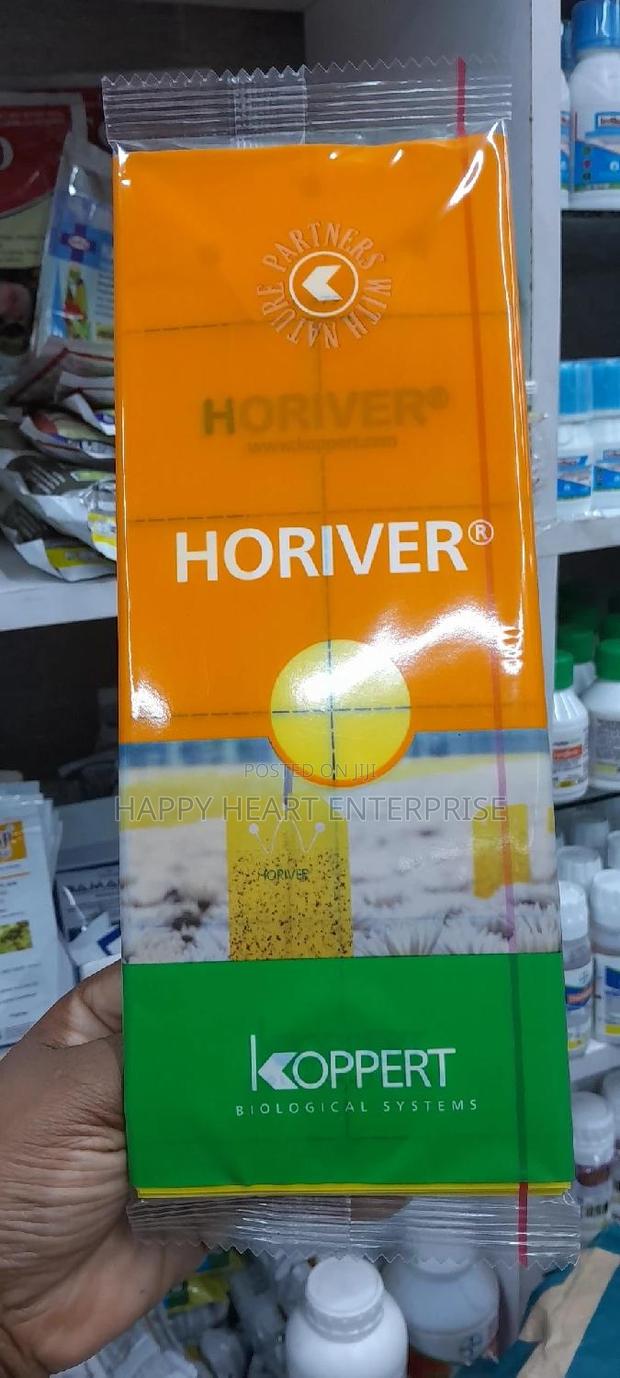 PARTNERS WITH NATURE
HORIVER®
www.koppert.com
HORIVER®
POSTED ON JIJI
HAPPY HEART ENTERPRISE
HORIVER
KOPPERT
BIOLOGICAL SYSTEMS